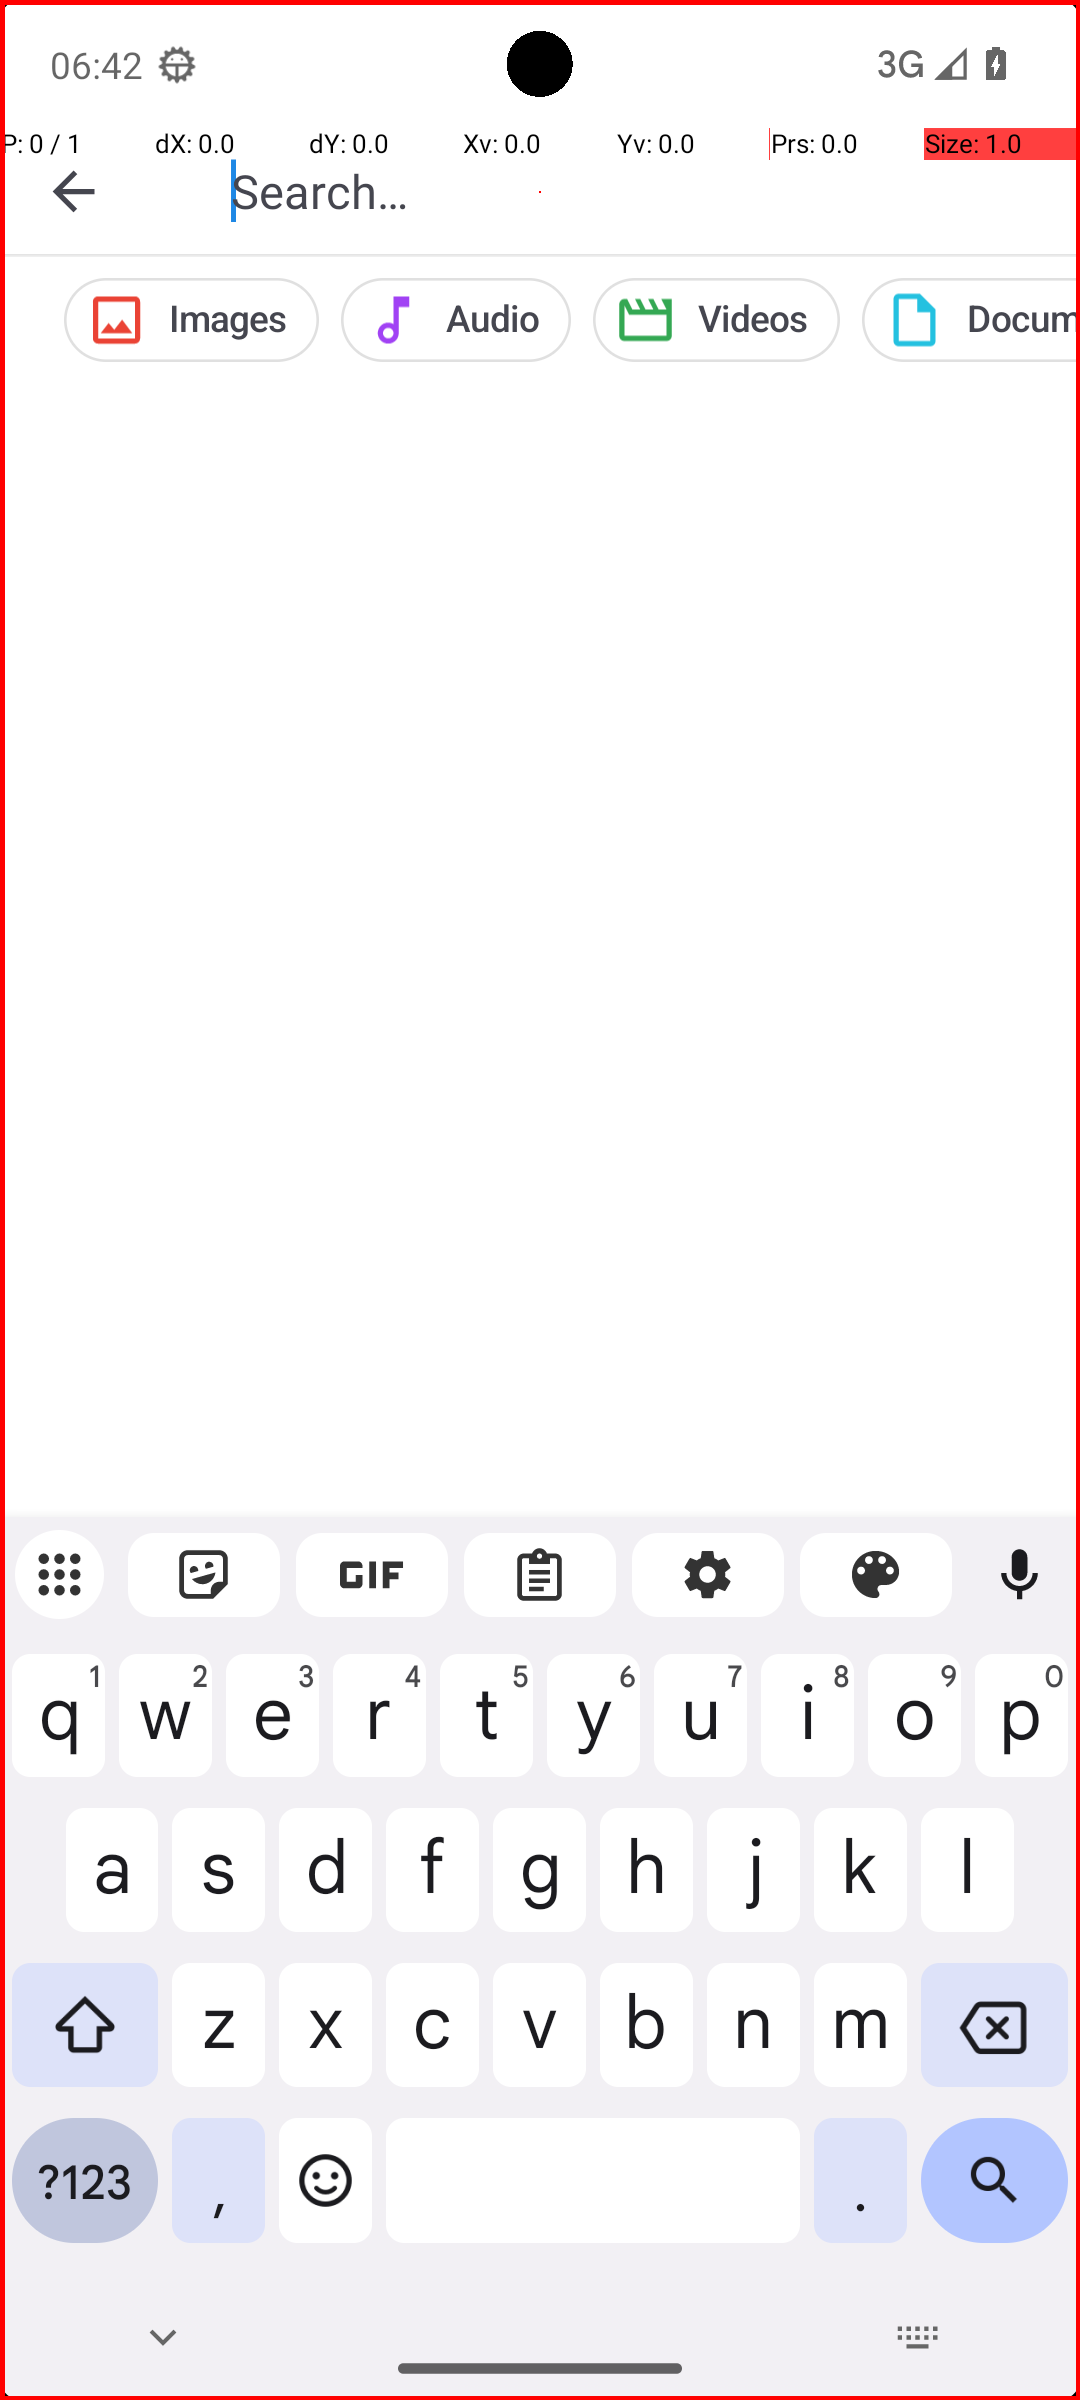 06:42 3G
P: 0 / 1 dX: 0.0 dY: 0.0 Xv: 0.0 Yv: 0.0 Prs: 0.0 Size: 1.0
Search…
Images Audio Videos Docum
GIF
q 1 w 2 e 3 r 4 t 5 y 6 u 7 i 8 o 9 p 0
a s d f g h j k l
z x c v b n m
?123 , .